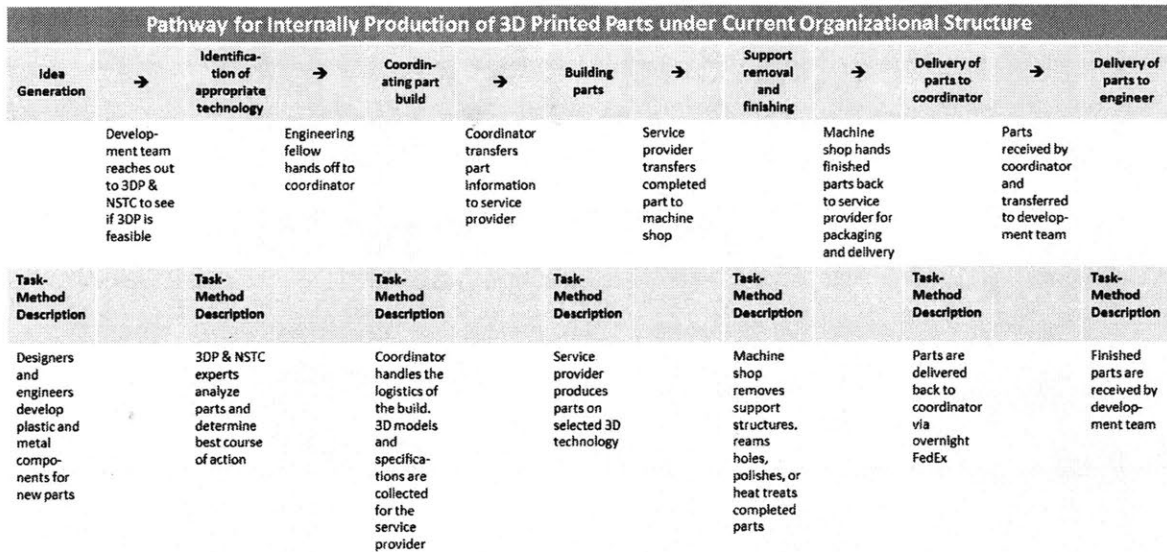 Pathway for Internally Production of 3D Printed Parts under Current Organizational Structure
Idea
Generation
→
Identifica-
tion of
appropriate
technology
→
Coordin-
ating part
build
→
Building
parts
→
Support
removal
and
finishing
→
Delivery of
parts to
coordinator
→
Delivery of
parts to
engineer
Develop-
ment team
reaches out
to 3DP &
NSTC to see
if 3DP is
feasible
Engineering
fellow
hands off to
coordinator
Coordinator
transfers
part
information
to service
provider
Service
provider
transfers
completed
part to
machine
shop
Machine
shop hands
finished
parts back
to service
provider for
packaging
and delivery
Parts
received by
coordinator
and
transferred
to develop-
ment team
Task-
Method
Description
Task-
Method
Description
Task-
Method
Description
Task-
Method
Description
Task-
Method
Description
Task-
Method
Description
Task-
Method
Description
Designers
and
engineers
develop
plastic and
metal
compo-
nents for
new parts
3DP & NSTC
experts
analyze
parts and
determine
best course
of action
Coordinator
handles the
logistics of
the build.
3D models
and
specifica-
tions are
collected
for the
service
provider
Service
provider
produces
parts on
selected 3D
technology
Machine
shop
removes
support
structures.
reams
holes,
polishes, or
heat treats
completed
parts
Parts are
delivered
back to
coordinator
via
overnight
FedEx
Finished
parts are
received by
develop-
ment team